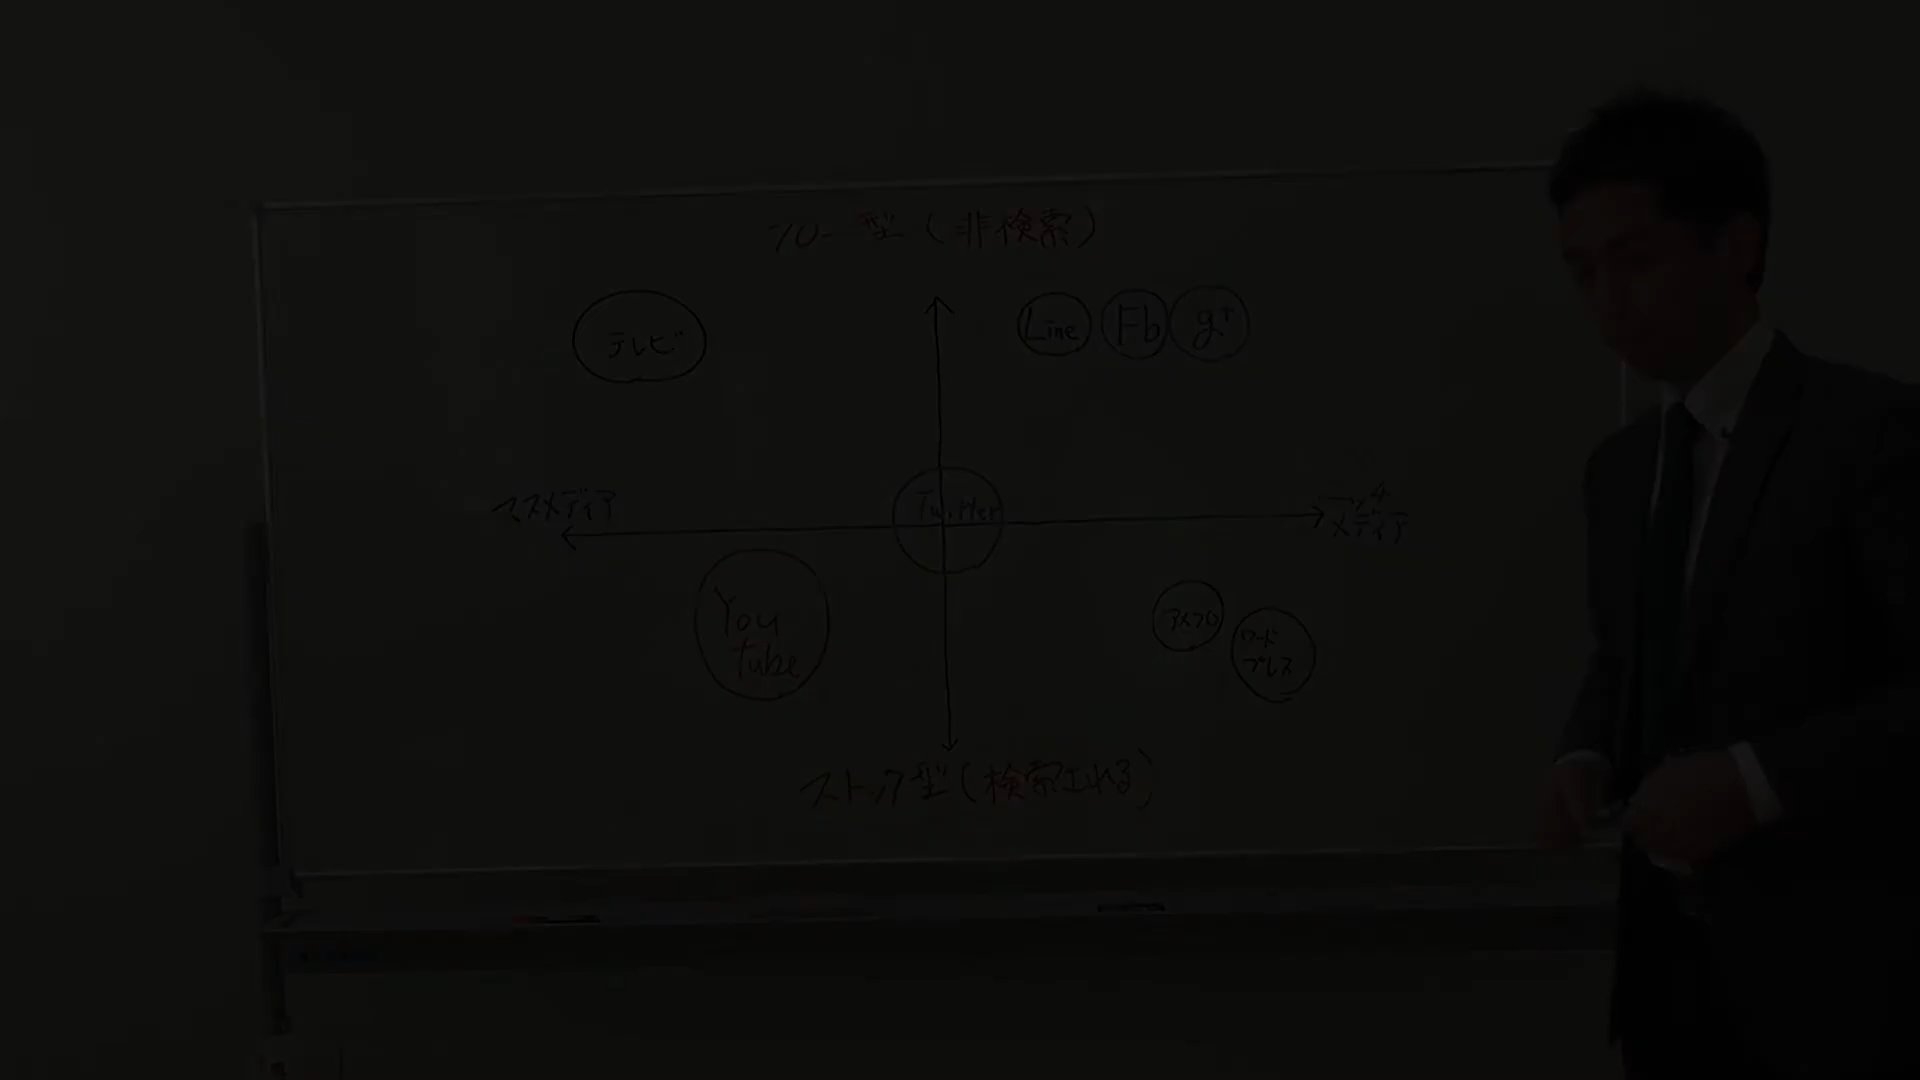 フロー型（非検索）
テレビ
Line
Fb
g+
マスメディア
Twitter
メディア
You
tube
アメブロ
ワード
プレス
ストック型（検索される）